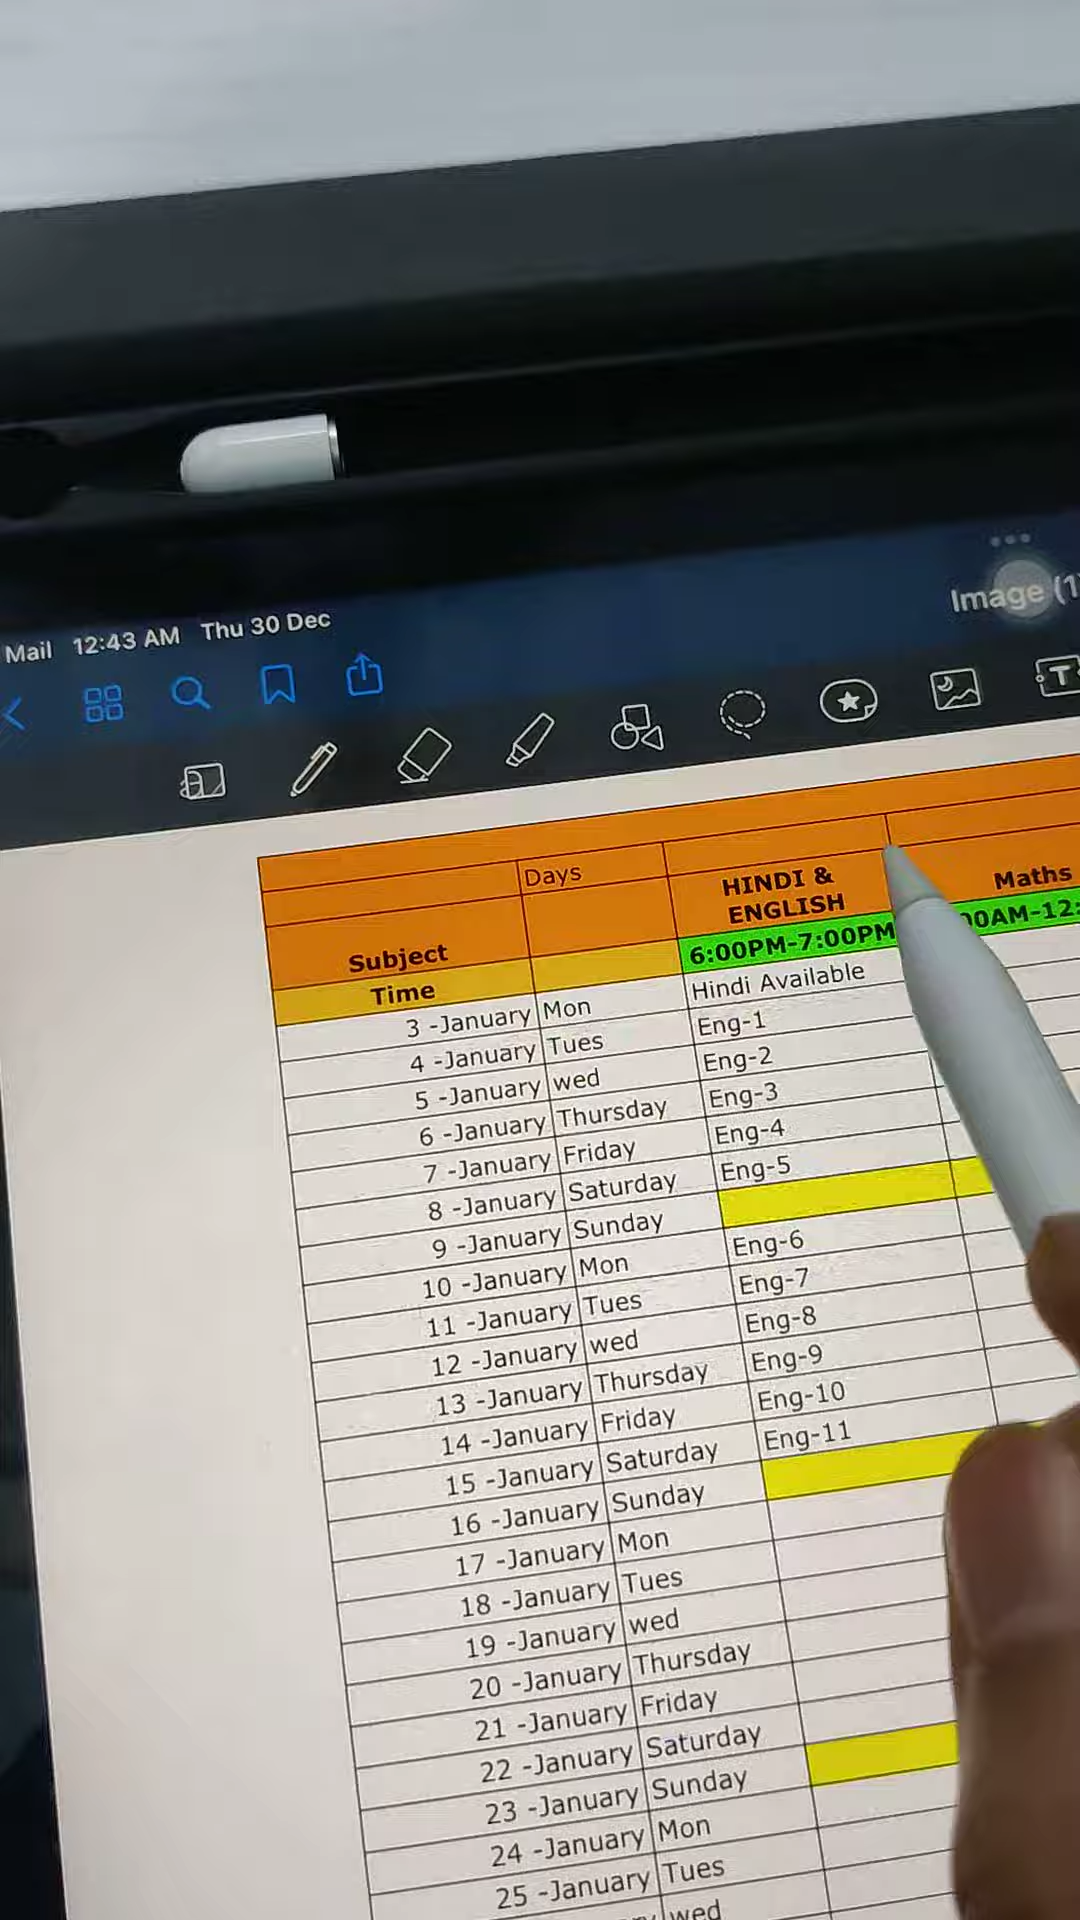 Mail 12:43 AM Thu 30 Dec
Image
Days
HINDI & ENGLISH
Maths
Subject
6:00PM-7:00PM
Time
3 -January Mon Hindi Available
4 -January Tues Eng-1
5 -January wed Eng-2
6 -January Thursday Eng-3
7 -January Friday Eng-4
8 -January Saturday Eng-5
9 -January Sunday
10 -January Mon Eng-6
11 -January Tues Eng-7
12 -January wed Eng-8
13 -January Thursday Eng-9
14 -January Friday Eng-10
15 -January Saturday Eng-11
16 -January Sunday
17 -January Mon
18 -January Tues
19 -January wed
20 -January Thursday
21 -January Friday
22 -January Saturday
23 -January Sunday
24 -January Mon
25 -January Tues
wed